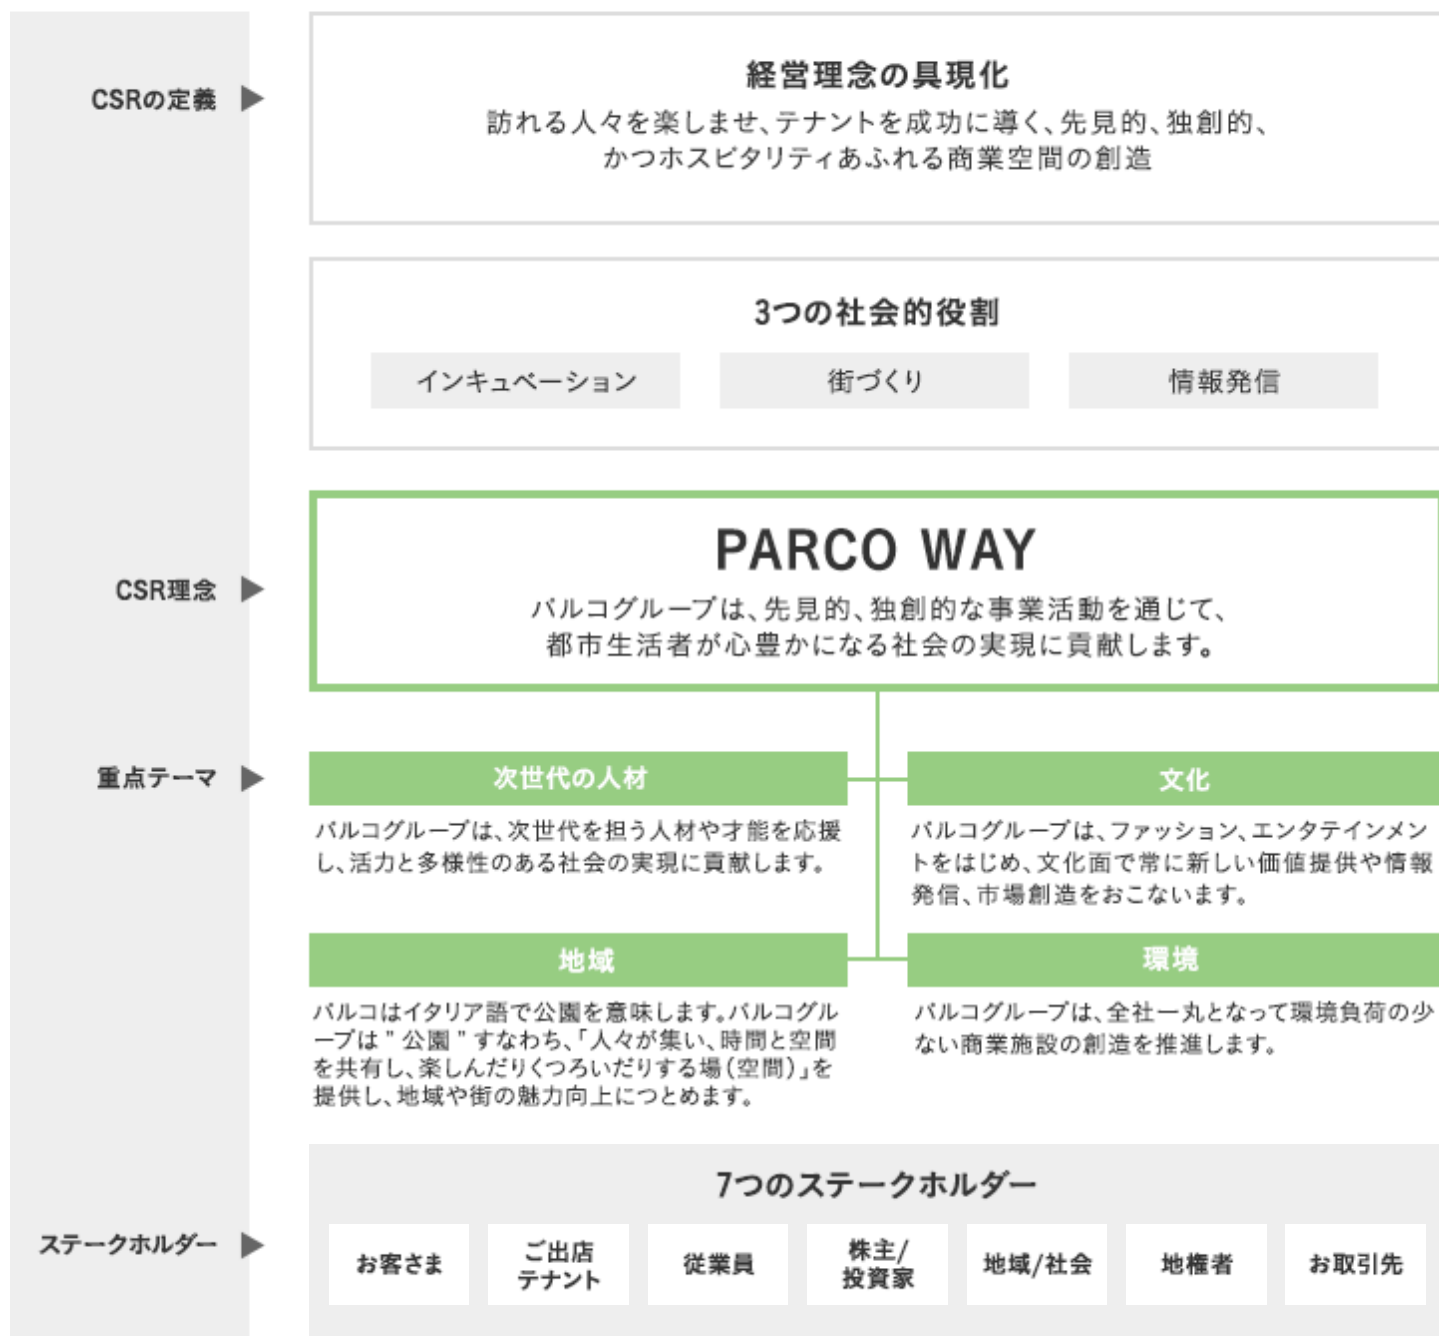 CSRの定義
経営理念の具現化
訪れる人々を楽しませ、テナントを成功に導く、先見的、独創的、
かつホスピタリティあふれる商業空間の創造
3つの社会的役割
インキュベーション
街づくり
情報発信
CSR理念
PARCO WAY
パルコグループは、先見的、独創的な事業活動を通じて、
都市生活者が心豊かになる社会の実現に貢献します。
重点テーマ
次世代の人材
パルコグループは、次世代を担う人材や才能を応援
し、活力と多様性のある社会の実現に貢献します。
文化
パルコグループは、ファッション、エンタテインメン
トをはじめ、文化面で常に新しい価値提供や情報
発信、市場創造をおこないます。
地域
パルコはイタリア語で公園を意味します。パルコグル
ープは " 公園 " すなわち、「人々が集い、時間と空間
を共有し、楽しんだりくつろいだりする場(空間)」を
提供し、地域や街の魅力向上につとめます。
環境
パルコグループは、全社一丸となって環境負荷の少
ない商業施設の創造を推進します。
ステークホルダー
7つのステークホルダー
お客さま
ご出店
テナント
従業員
株主/
投資家
地域/社会
地権者
お取引先